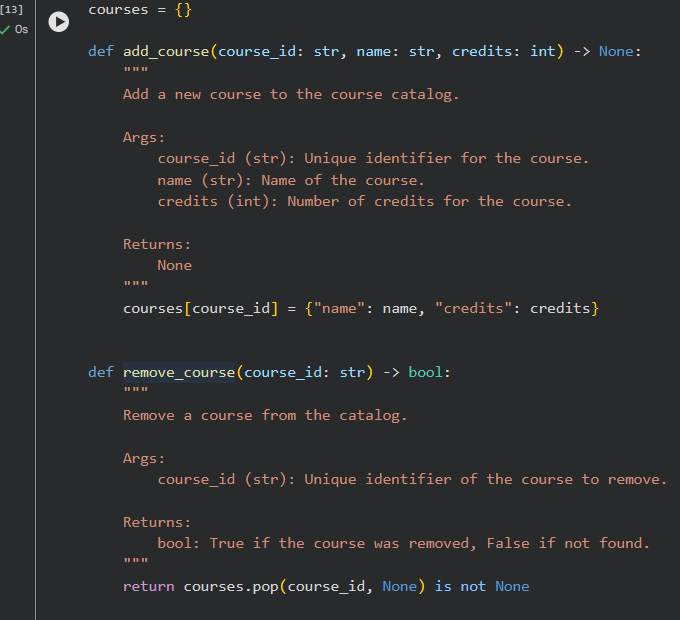 [13]
0s
courses = {}
def add_course(course_id: str, name: str, credits: int) -> None:
"""
Add a new course to the course catalog.
Args:
course_id (str): Unique identifier for the course.
name (str): Name of the course.
credits (int): Number of credits for the course.
Returns:
None
"""
courses[course_id] = {"name": name, "credits": credits}
def remove_course(course_id: str) -> bool:
"""
Remove a course from the catalog.
Args:
course_id (str): Unique identifier of the course to remove.
Returns:
bool: True if the course was removed, False if not found.
"""
return courses.pop(course_id, None) is not None